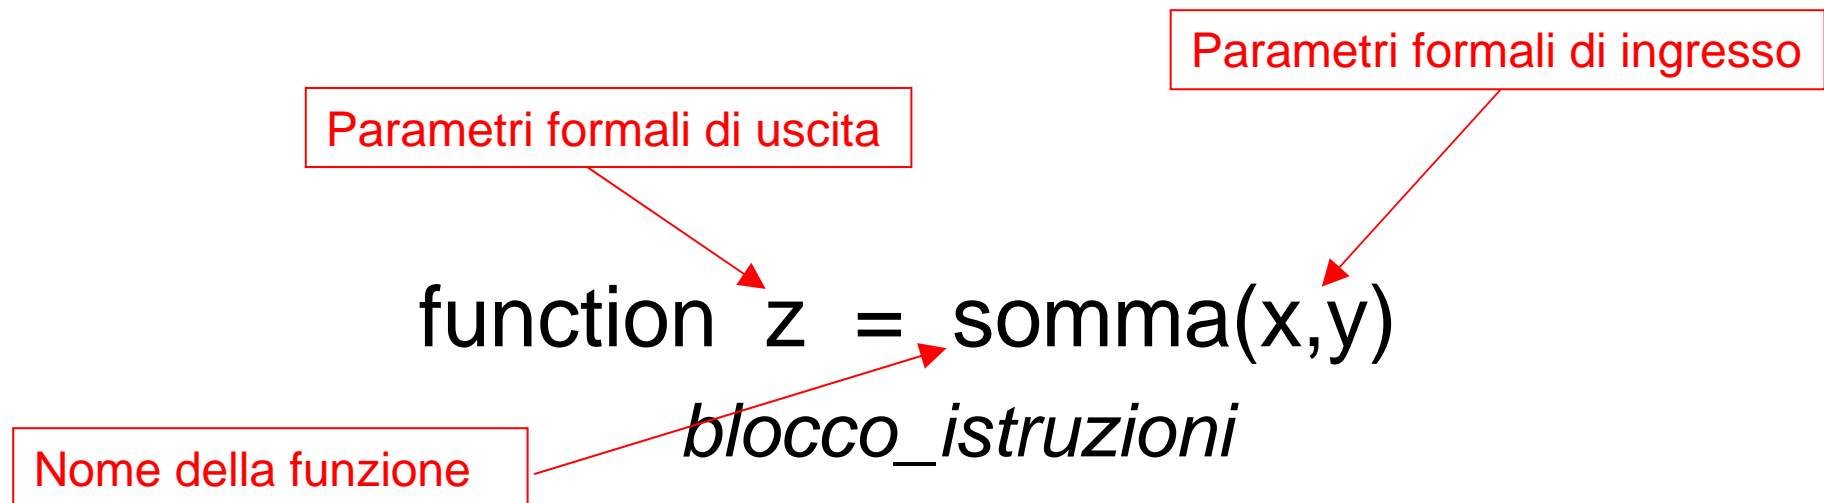 Parametri formali di ingresso
Parametri formali di uscita
function z = somma(x,y)
blocco_istruzioni
Nome della funzione